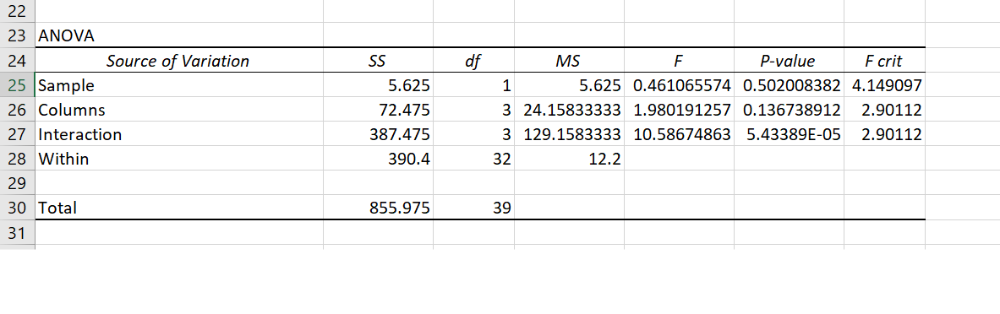 22
23 ANOVA
24 Source of Variation SS df MS F P-value F crit
25 Sample 5.625 1 5.625 0.461065574 0.502008382 4.149097
26 Columns 72.475 3 24.15833333 1.980191257 0.136738912 2.90112
27 Interaction 387.475 3 129.1583333 10.58674863 5.43389E-05 2.90112
28 Within 390.4 32 12.2
29
30 Total 855.975 39
31